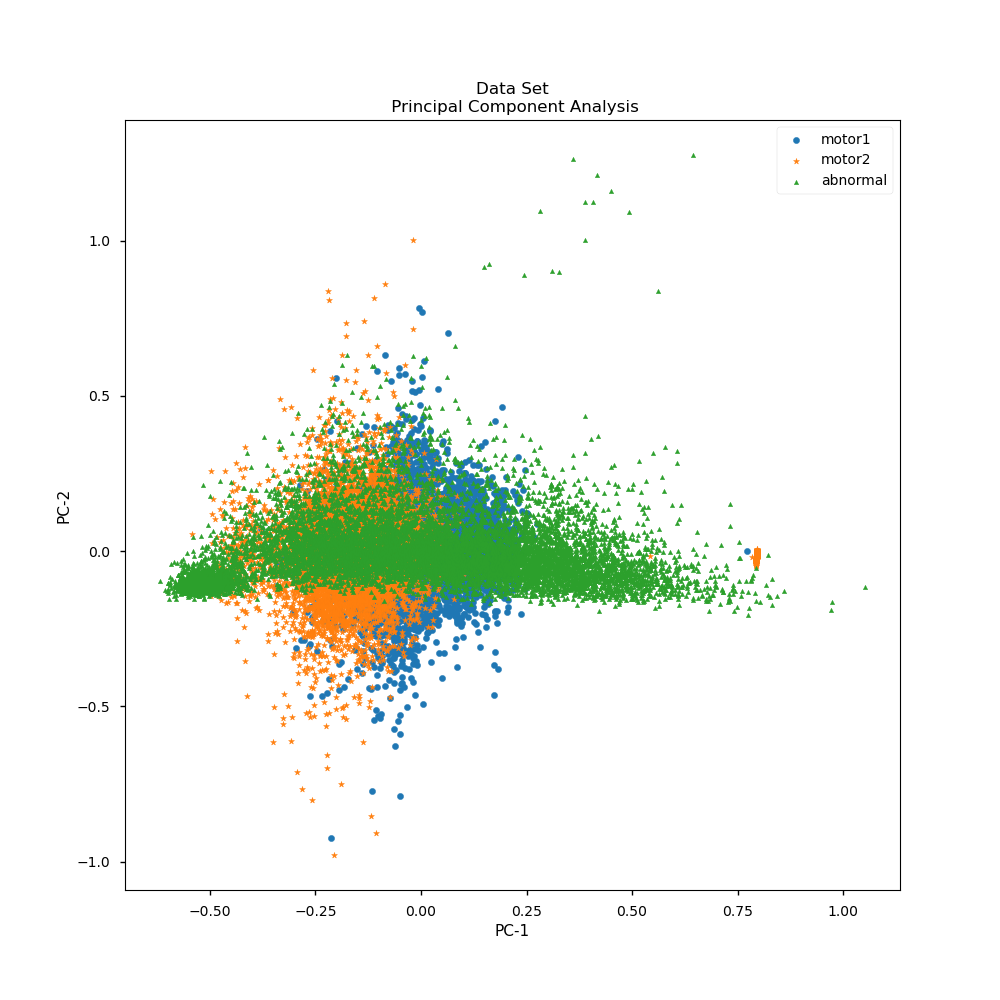 Data Set
Principal Component Analysis
motor1
motor2
abnormal
PC-2
1.0
0.5
0.0
−0.5
−1.0
−0.50
−0.25
0.00
0.25
0.50
0.75
1.00
PC-1